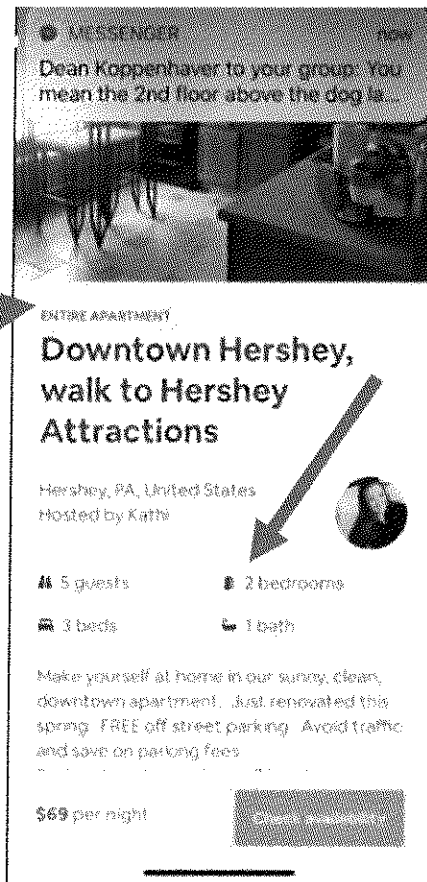 MESSENGER now
Dean Koppenhaver to your group: You
mean the 2nd floor above the dog la...
ENTIRE APARTMENT
Downtown Hershey,
walk to Hershey
Attractions
Hershey, PA, United States
Hosted by Kathi
5 guests 2 bedrooms
3 beds 1 bath
Make yourself at home in our sunny, clean,
downtown apartment. Just renovated this
spring. FREE off street parking. Avoid traffic
and save on parking fees
$69 per night